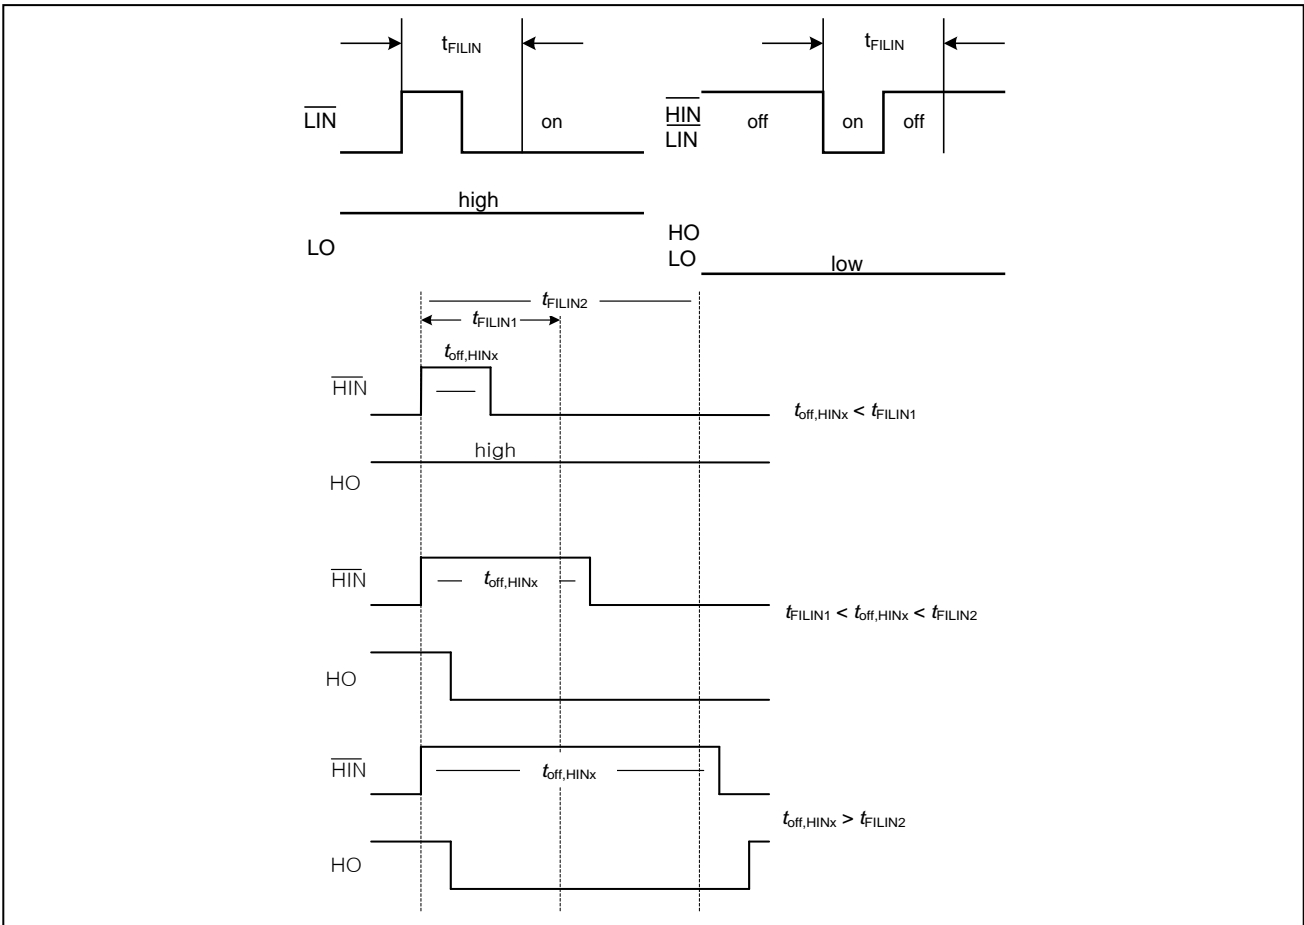 tFILIN
tFILIN
LIN
on
HIN
LIN
off
on
off
high
LO
HO
LO
low
tFILIN2
tFILIN1
toff,HINx
HIN
toff,HINx < tFILIN1
high
HO
HIN
toff,HINx
tFILIN1 < toff,HINx < tFILIN2
HO
HIN
toff,HINx
toff,HINx > tFILIN2
HO